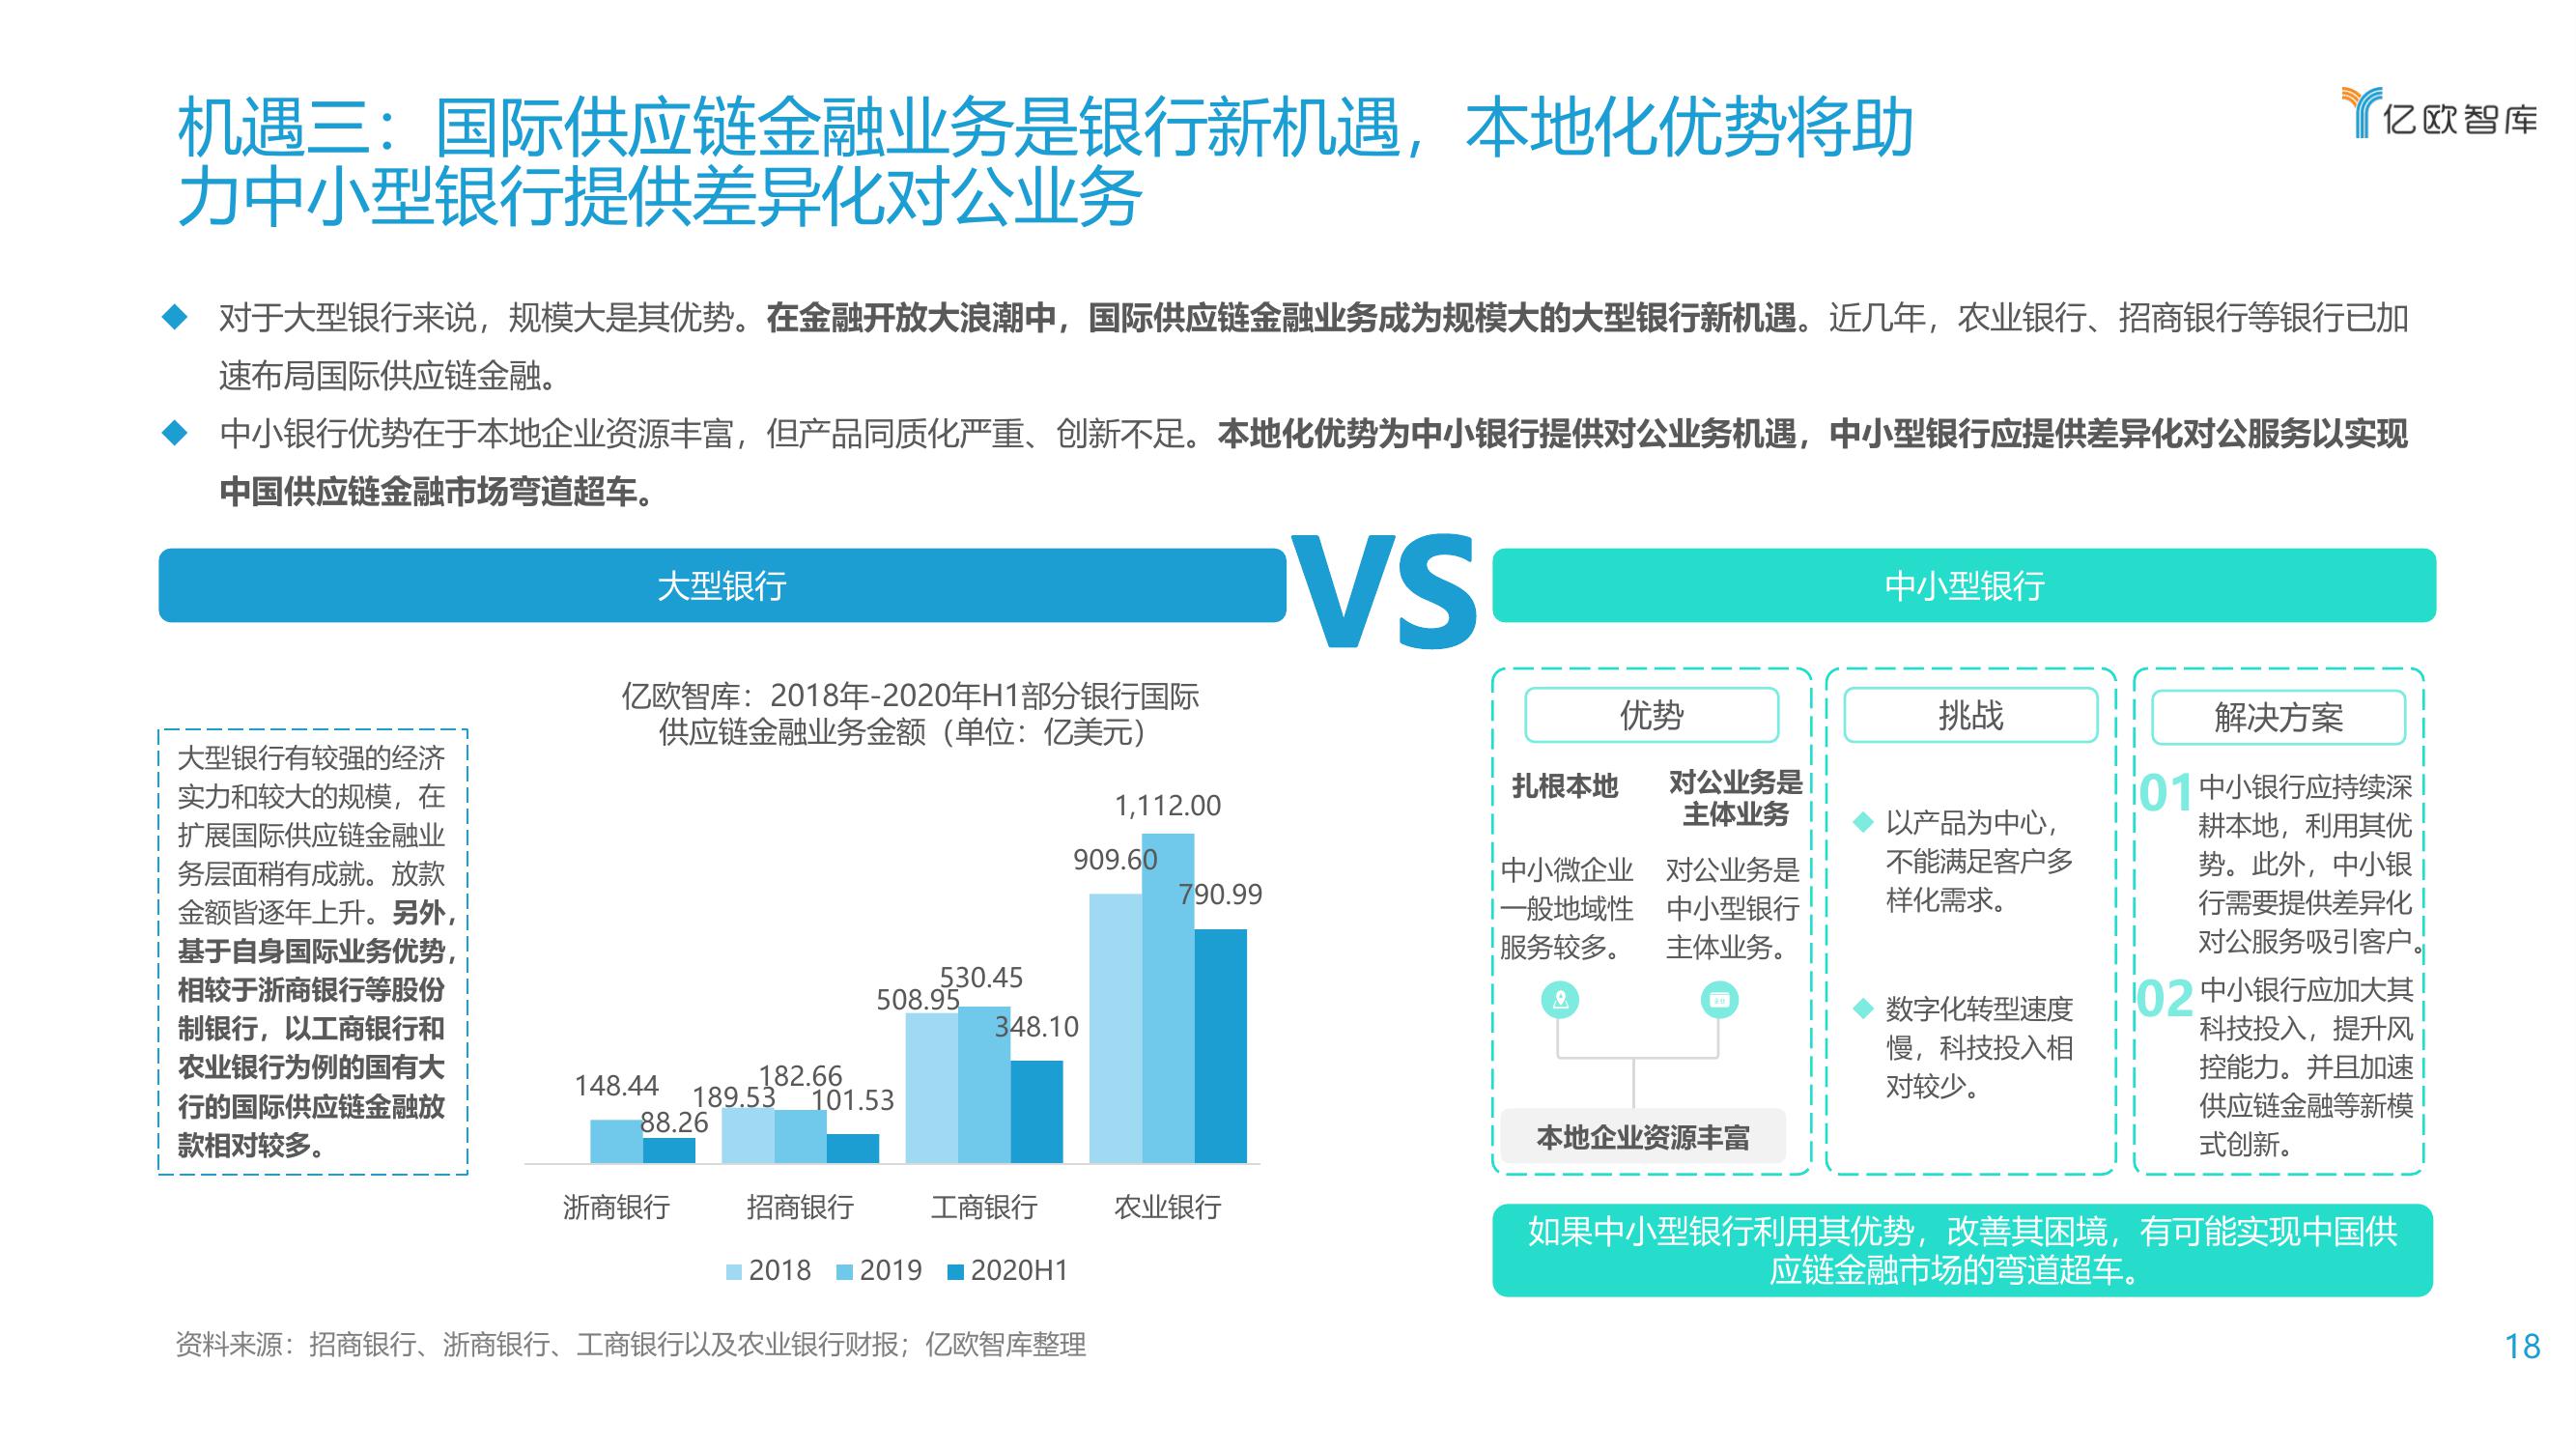 机遇三：国际供应链金融业务是银行新机遇，本地化优势将助
力中小型银行提供差异化对公业务
亿欧智库
对于大型银行来说，规模大是其优势。在金融开放大浪潮中，国际供应链金融业务成为规模大的大型银行新机遇。近几年，农业银行、招商银行等银行已加
速布局国际供应链金融。
中小银行优势在于本地企业资源丰富，但产品同质化严重、创新不足。本地化优势为中小银行提供对公业务机遇，中小型银行应提供差异化对公服务以实现
中国供应链金融市场弯道超车。
大型银行
VS
中小型银行
大型银行有较强的经济
实力和较大的规模，在
扩展国际供应链金融业
务层面稍有成就。放款
金额皆逐年上升。另外，
基于自身国际业务优势，
相较于浙商银行等股份
制银行，以工商银行和
农业银行为例的国有大
行的国际供应链金融放
款相对较多。
亿欧智库：2018年-2020年H1部分银行国际
供应链金融业务金额（单位：亿美元）
148.44
88.26
189.53
182.66
101.53
508.95
530.45
348.10
909.60
1,112.00
790.99
浙商银行
招商银行
工商银行
农业银行
2018
2019
2020H1
优势
扎根本地
中小微企业
一般地域性
服务较多。
对公业务是
主体业务
对公业务是
中小型银行
主体业务。
本地企业资源丰富
挑战
以产品为中心，
不能满足客户多
样化需求。
数字化转型速度
慢，科技投入相
对较少。
解决方案
01
中小银行应持续深
耕本地，利用其优
势。此外，中小银
行需要提供差异化
对公服务吸引客户。
02
中小银行应加大其
科技投入，提升风
控能力。并且加速
供应链金融等新模
式创新。
如果中小型银行利用其优势，改善其困境，有可能实现中国供
应链金融市场的弯道超车。
资料来源：招商银行、浙商银行、工商银行以及农业银行财报；亿欧智库整理
18